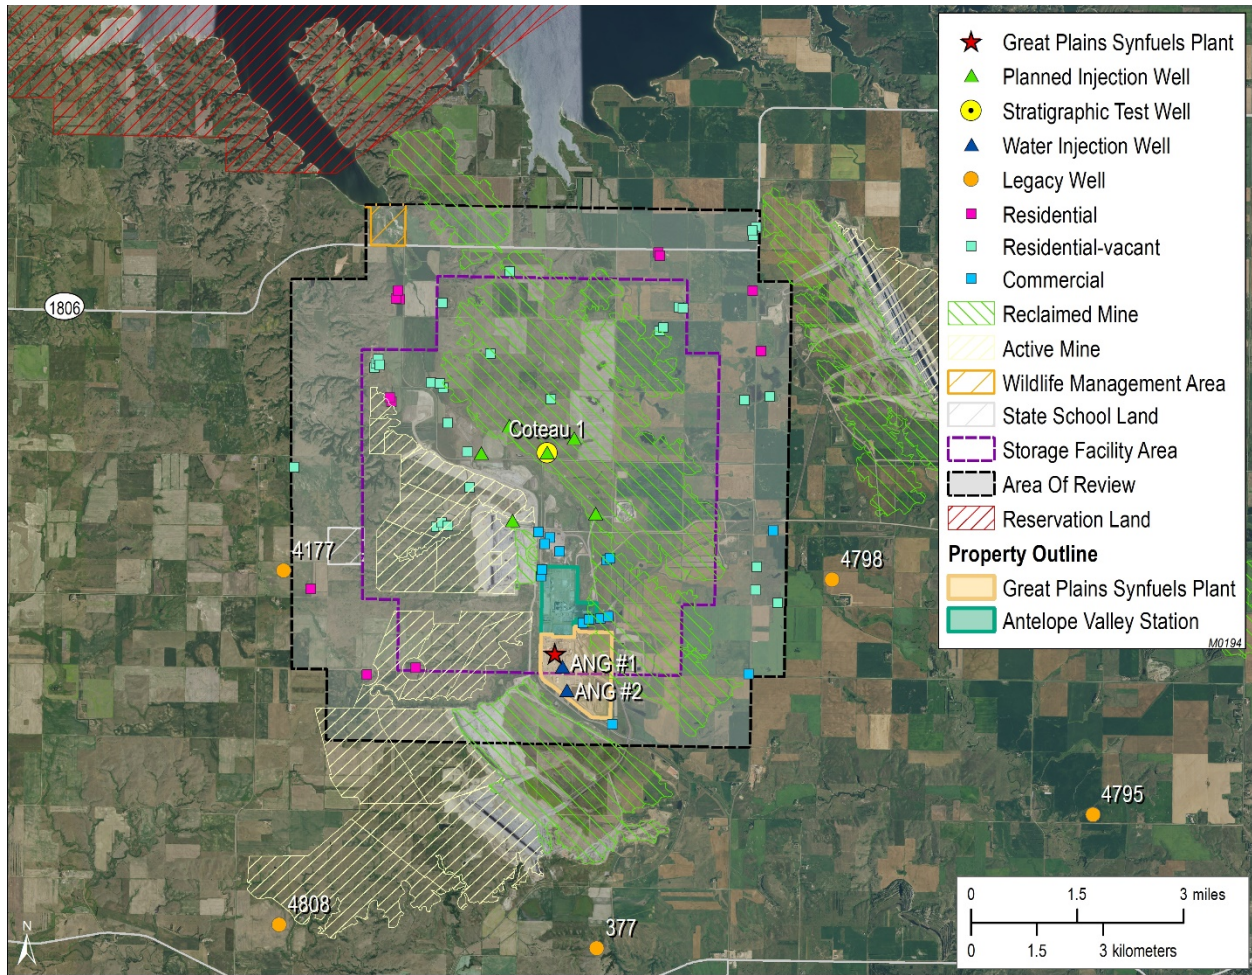 Great Plains Synfuels Plant
Planned Injection Well
Stratigraphic Test Well
Water Injection Well
Legacy Well
Residential
Residential-vacant
Commercial
Reclaimed Mine
Active Mine
Wildlife Management Area
State School Land
Storage Facility Area
Area Of Review
Reservation Land
Property Outline
Great Plains Synfuels Plant
Antelope Valley Station
M0194
1806
Coteau 1
4177
4798
ANG #1
ANG #2
4795
4808
377
0 1.5 3 miles
0 1.5 3 kilometers
N